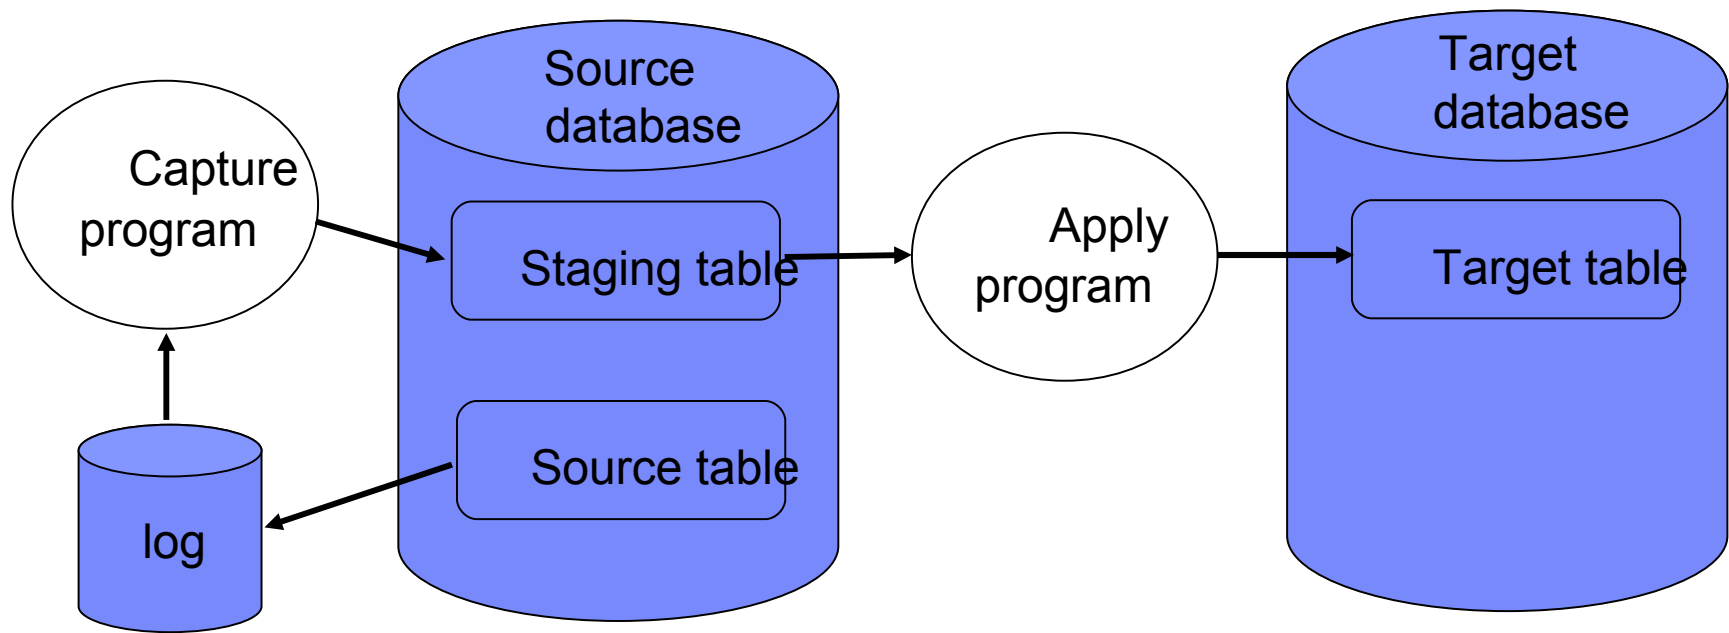 Capture
program
Source
database
Staging table
Source table
log
Apply
program
Target
database
Target table